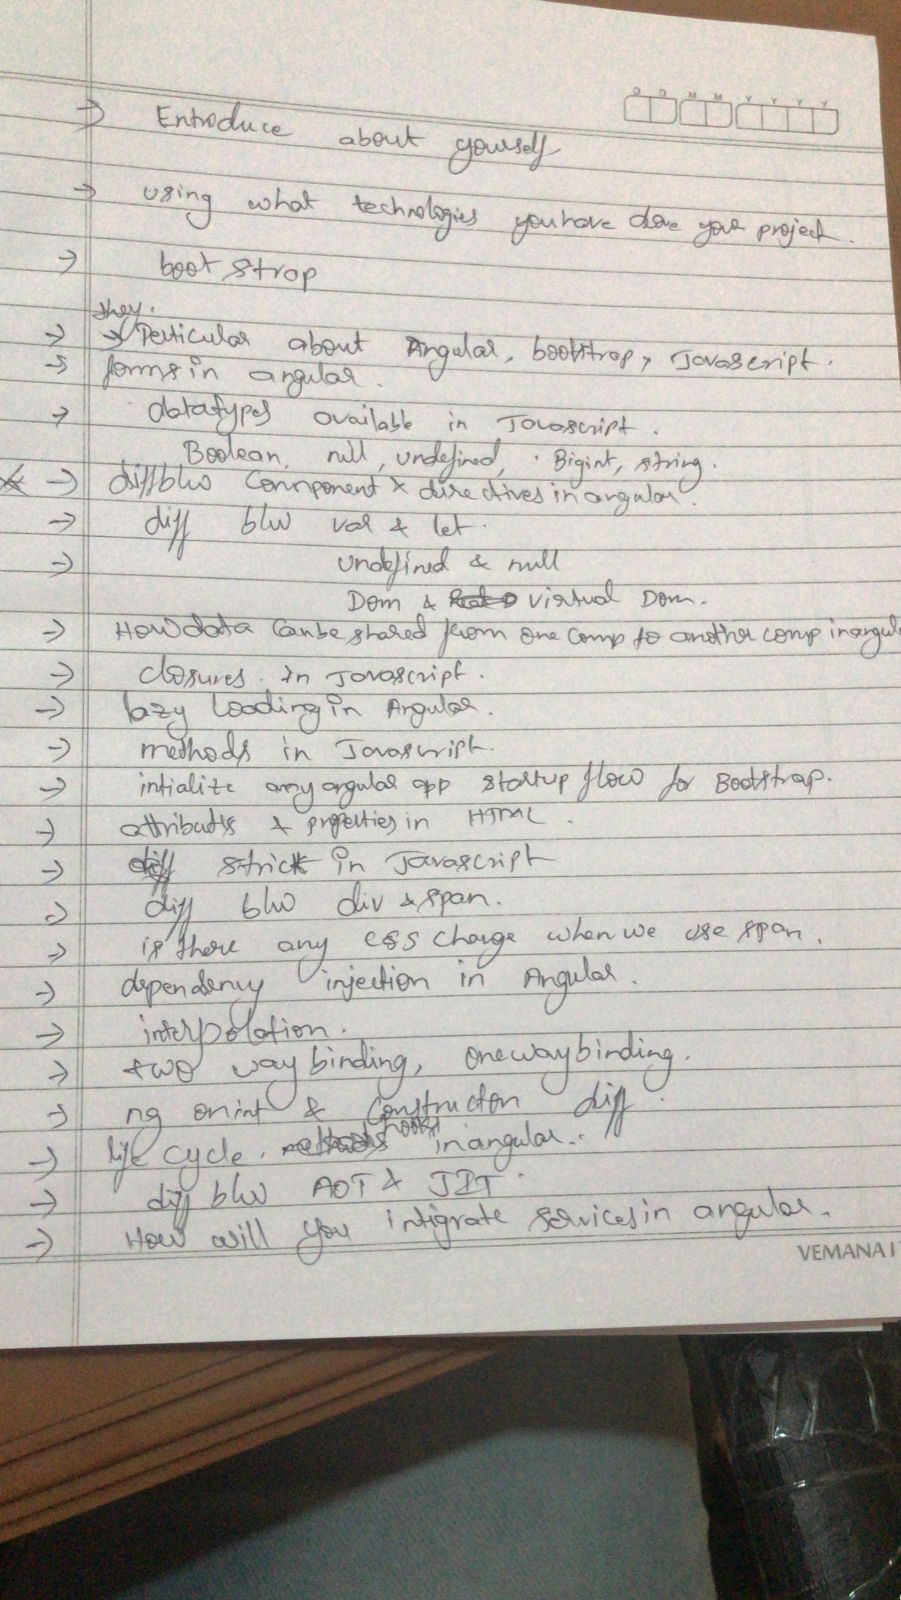 D D M M Y Y Y Y
→ Entroduce about yourself
→ using what technologies you have done your project.
→ boot strap
they.
→ → Perticular about Angular, bootstrap, Javascript.
→ forms in angular.
→ datatypes available in Javascript.
Boolean, null, undefined, Bigint, string.
→ diff b/w Component & directives in angular.
→ diff b/w var & let.
→ undefined & null
Dom & virtual Dom.
→ How data can be shared from one comp to another comp in angul
→ closures in Javascript.
→ lazy Loading in Angular.
→ methods in Javascript.
→ intialize any angular app startup flow for Bootstrap.
→ attributes & properties in HTML.
→ strick in Javascript
→ diff b/w div & span.
→ is there any css change when we use span.
→ dependency injection in Angular.
→ interpolation.
→ two way binding, one way binding.
→ ng onint & Constructon diff.
→ life cycle hooks in angular.
→ diff b/w AOT & JIT.
→ How will you intigrate services in angular.
VEMANA I